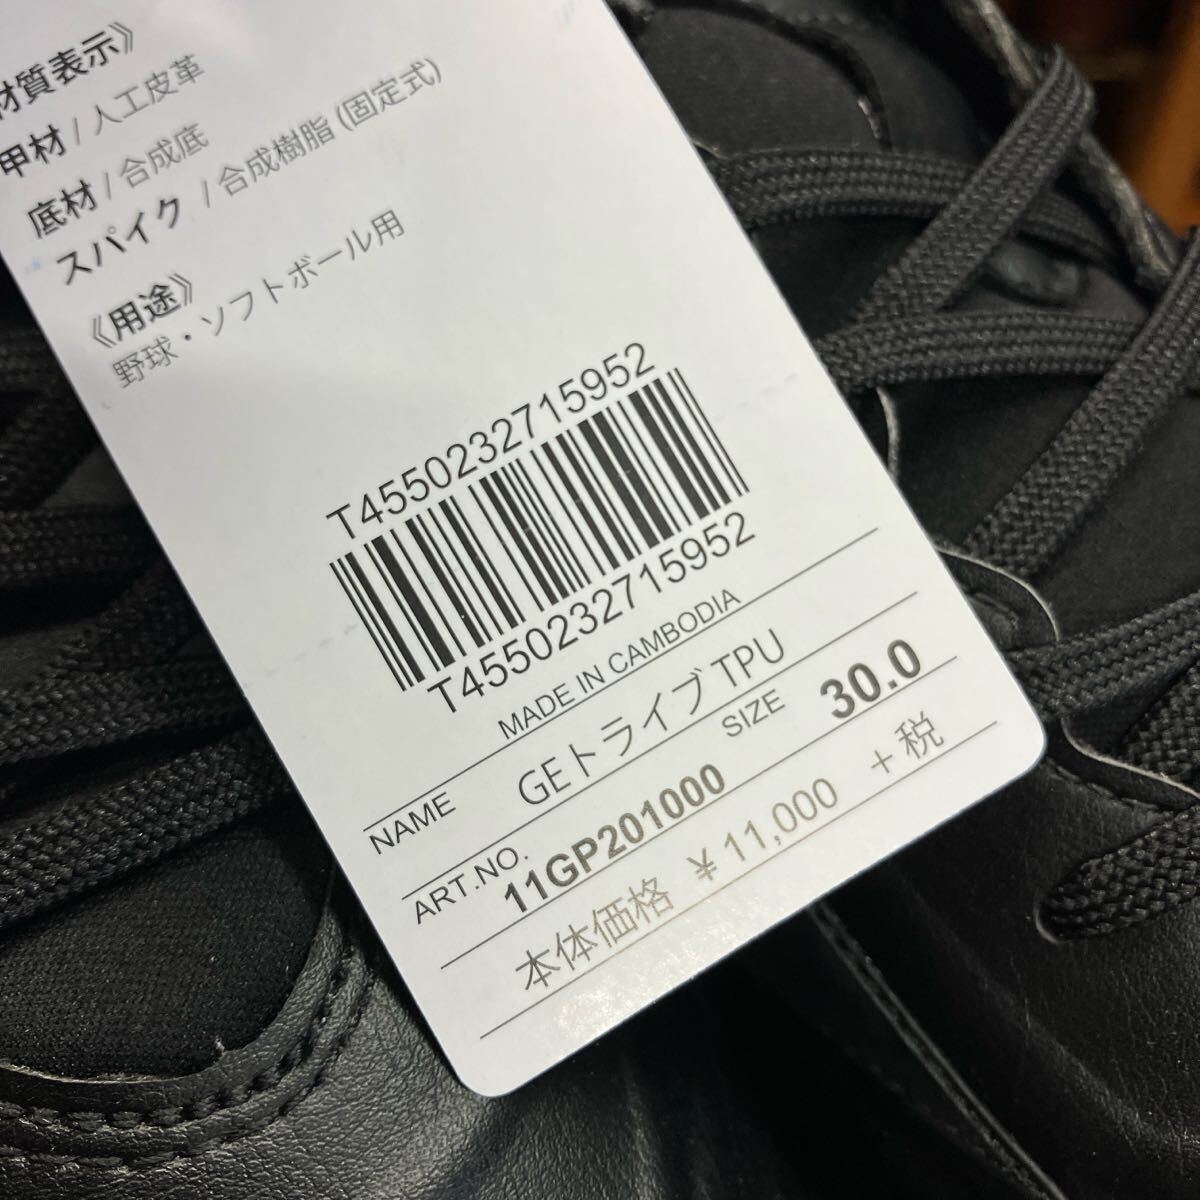 材質表示》
甲材 / 人工皮革
底材 / 合成底
スパイク / 合成樹脂 (固定式)
《用途》
野球・ソフトボール用
T4550232715952
T4550232715952
MADE IN CAMBODIA
NAME GEトライブ TPU
ART.NO. 11GP201000 SIZE 30.0
本体価格 ¥11,000 +税